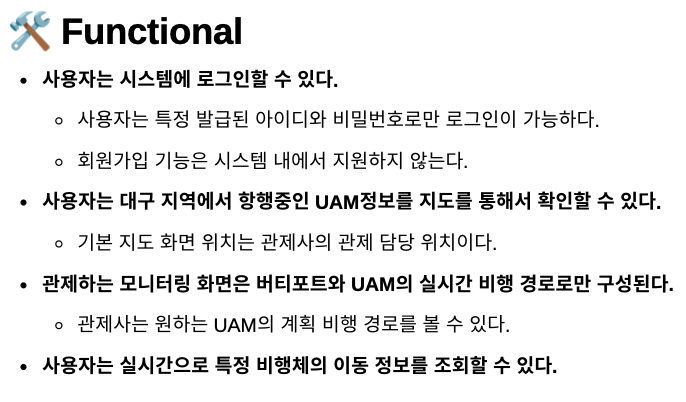 🛠️ Functional
• 사용자는 시스템에 로그인할 수 있다.
◦ 사용자는 특정 발급된 아이디와 비밀번호로만 로그인이 가능하다.
◦ 회원가입 기능은 시스템 내에서 지원하지 않는다.
• 사용자는 대구 지역에서 항행중인 UAM정보를 지도를 통해서 확인할 수 있다.
◦ 기본 지도 화면 위치는 관제사의 관제 담당 위치이다.
• 관제하는 모니터링 화면은 버티포트와 UAM의 실시간 비행 경로로만 구성된다.
◦ 관제사는 원하는 UAM의 계획 비행 경로를 볼 수 있다.
• 사용자는 실시간으로 특정 비행체의 이동 정보를 조회할 수 있다.